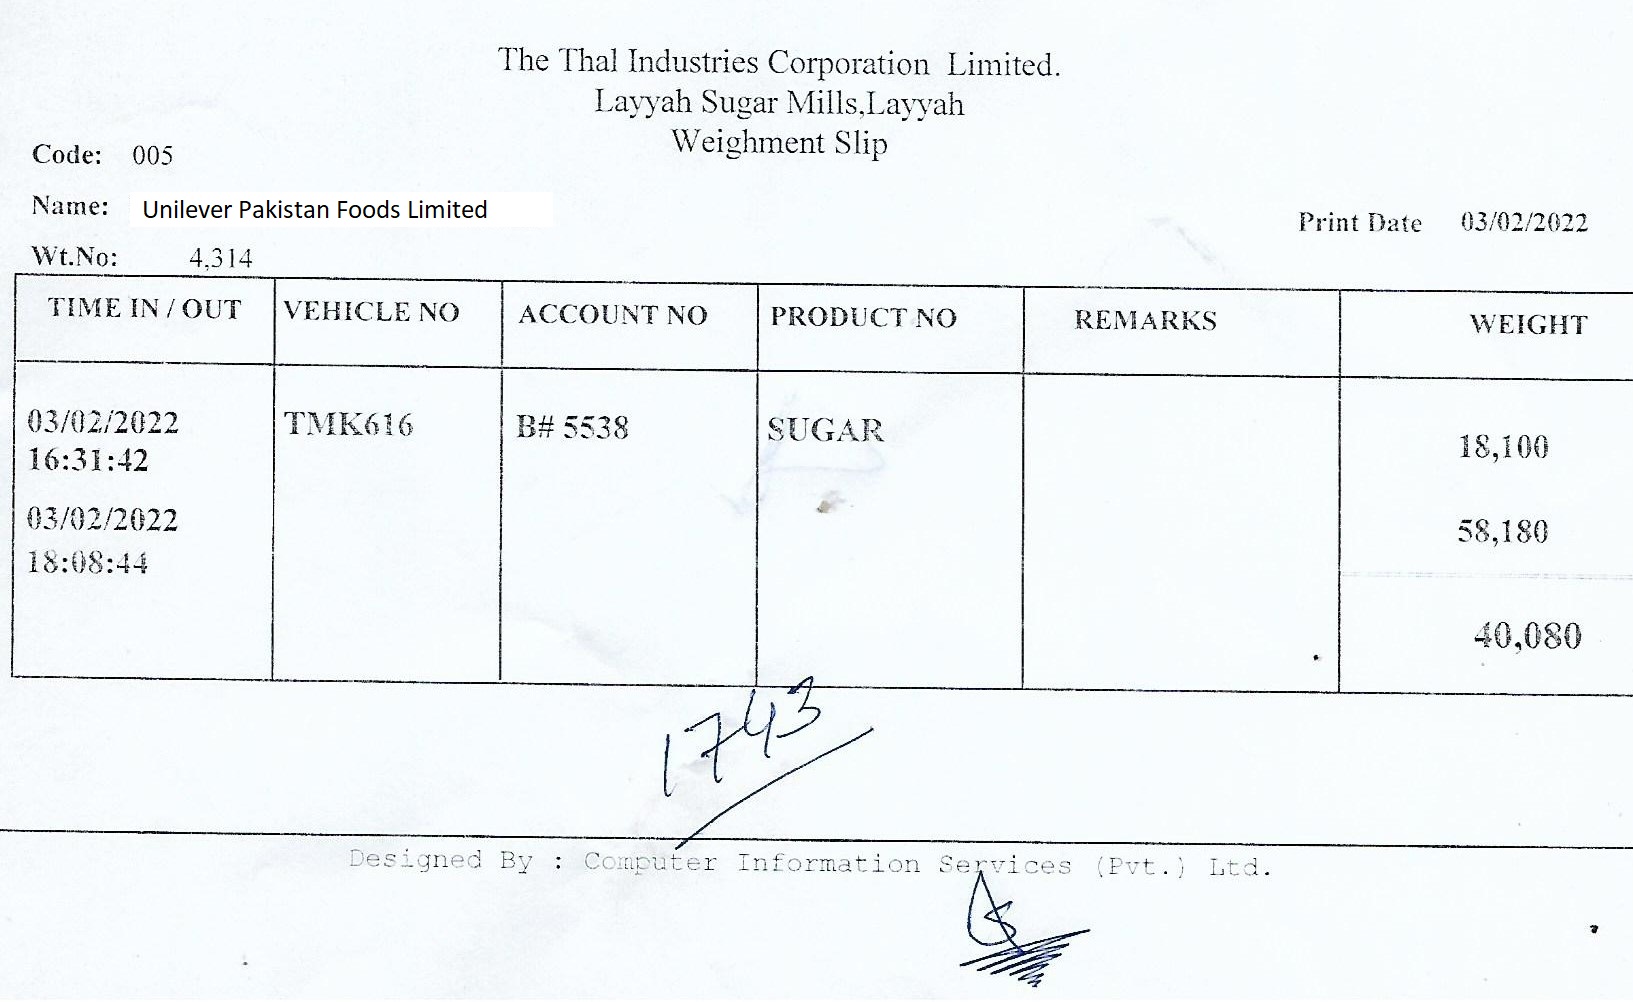 The Thal Industries Corporation Limited.
Layyah Sugar Mills,Layyah
Weighment Slip
Code: 005
Name: Unilever Pakistan Foods Limited
Print Date 03/02/2022
Wt.No: 4,314
TIME IN / OUT VEHICLE NO ACCOUNT NO PRODUCT NO REMARKS WEIGHT
03/02/2022 TMK616 B# 5538 SUGAR 18,100
16:31:42
03/02/2022 58,180
18:08:44
40,080
1743
Designed By : Computer Information Services (Pvt.) Ltd.